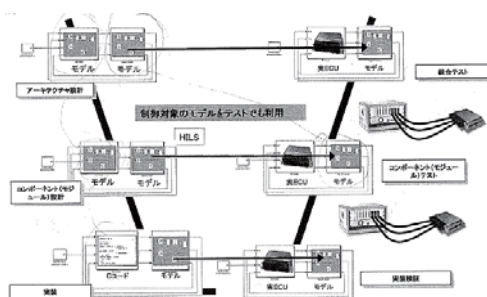 モデル
モデル
実ECU
モデル
アーキテクチャ設計
統合テスト
制御対象のモデルをテストでも利用
HILS
モデル
モデル
実ECU
モデル
コンポーネント(モジ
ュール)設計
コンポーネント(モジュー
ル)テスト
Cコード
モデル
実ECU
モデル
実装
実装検証